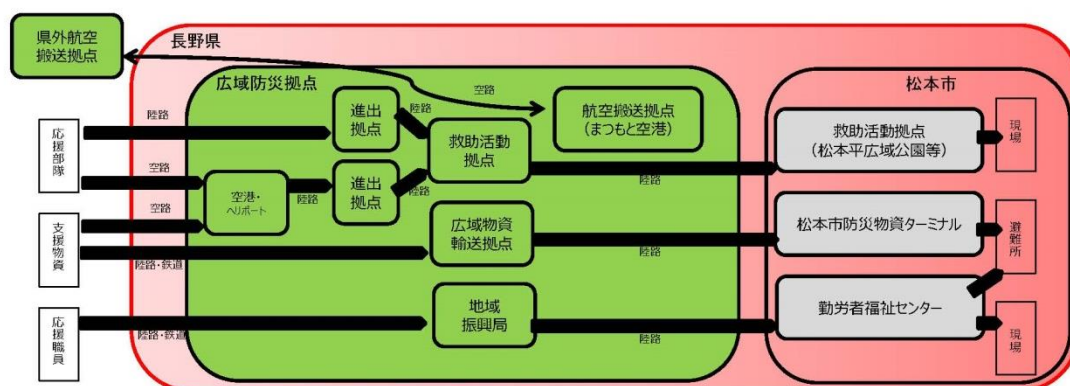 県外航空
搬送拠点
長野県
広域防災拠点
松本市
陸路
進出
拠点
陸路
空路
航空搬送拠点
（まつもと空港）
救助活動
拠点
救助活動拠点
（松本平広域公園等）
現場
応援部隊
空路
空港・
ヘリポート
陸路
進出
拠点
陸路
陸路
空路
支援物資
広域物資
輸送拠点
松本市防災物資ターミナル
避難所
陸路・鉄道
陸路
地域
振興局
勤労者福祉センター
応援職員
陸路・鉄道
陸路
現場